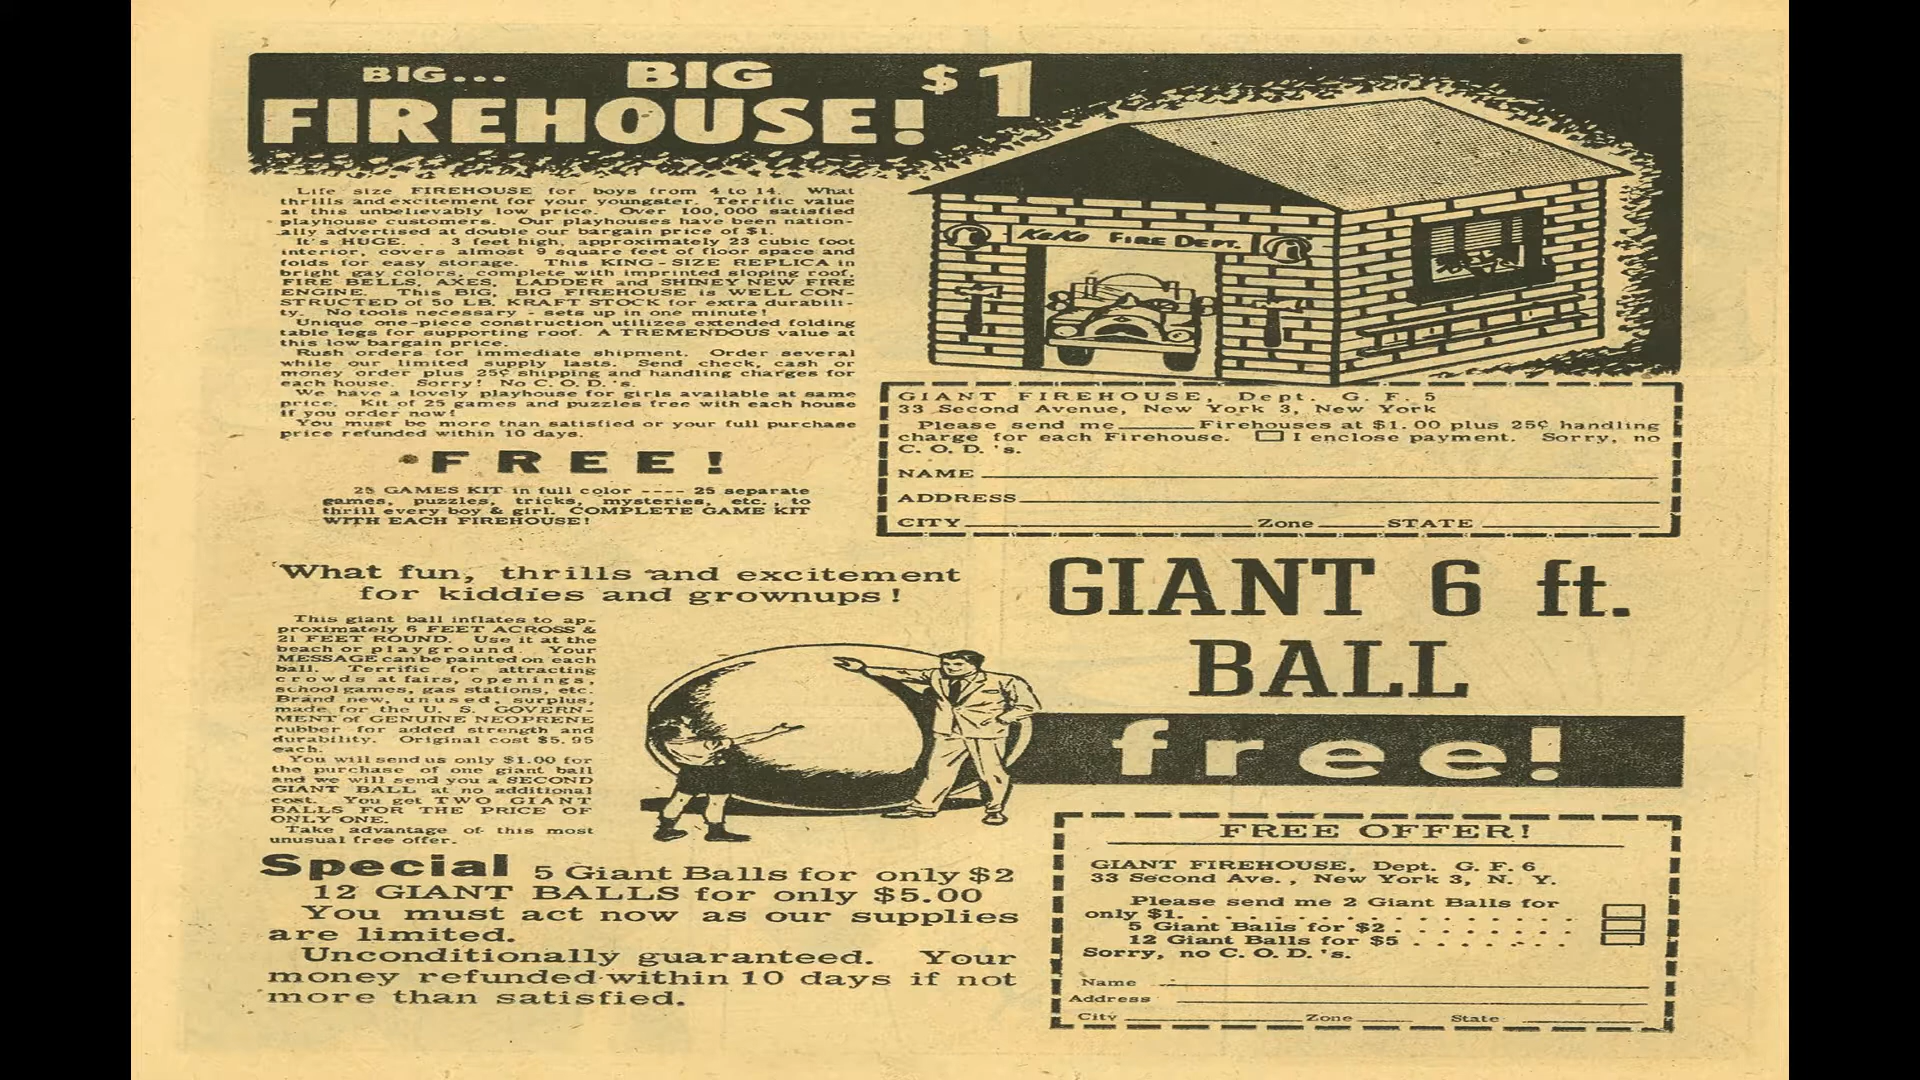 BIG... BIG $1
FIREHOUSE!
Life size FIREHOUSE for boys from 4 to 14. What
thrills and excitement for your youngster. Terrific value
at this unbelievably low price. Over 100,000 satisfied
playhouse customers. Our playhouses have been nation-
ally advertised at double our bargain price of $1.
It's HUGE. . 3 feet high, approximately 23 cubic foot
interior, covers almost 9 square feet of floor space and
folds for easy storage. This KING-SIZE REPLICA in
bright gay colors, complete with imprinted sloping roof,
FIRE BELLS, AXES, LADDER and SHINEY NEW FIRE
ENGINE. This BIG, BIG FIREHOUSE is WELL CON-
STRUCTED of 50 LB. KRAFT STOCK for extra durabili-
ty. No tools necessary - sets up in one minute!
Unique one-piece construction utilizes extended folding
table legs for supporting roof. A TREMENDOUS value at
this low bargain price.
Rush orders for immediate shipment. Order several
while our limited supply lasts. Send check, cash or
money order plus 25¢ shipping and handling charges for
each house. Sorry! No C. O. D. 's.
We have a lovely playhouse for girls available at same
price. Kit of 25 games and puzzles free with each house
if you order now!
You must be more than satisfied or your full purchase
price refunded within 10 days.
FREE!
25 GAMES KIT in full color ---- 25 separate
games, puzzles, tricks, mysteries, etc., to
thrill every boy & girl. COMPLETE GAME KIT
WITH EACH FIREHOUSE!
KoKo FIRE DEPT.
GIANT FIREHOUSE, Dept. G. F. 5
33 Second Avenue, New York 3, New York
Please send me______ Firehouses at $1.00 plus 25¢ handling
charge for each Firehouse. I enclose payment. Sorry, no
C. O. D. 's.
NAME
ADDRESS
CITY Zone STATE
What fun, thrills and excitement
for kiddies and grownups!
This giant ball inflates to ap-
proximately 6 FEET ACROSS &
21 FEET ROUND. Use it at the
beach or playground. Your
MESSAGE can be painted on each
ball. Terrific for attracting
crowds at fairs, openings,
school games, gas stations, etc.
Brand new, unused, surplus,
made for the U. S. GOVERN-
MENT of GENUINE NEOPRENE
rubber for added strength and
durability. Original cost $5.95
each.
You will send us only $1.00 for
the purchase of one giant ball
and we will send you a SECOND
GIANT BALL at no additional
cost. You get TWO GIANT
BALLS FOR THE PRICE OF
ONLY ONE.
Take advantage of this most
unusual free offer.
Special 5 Giant Balls for only $2
12 GIANT BALLS for only $5.00
You must act now as our supplies
are limited.
Unconditionally guaranteed. Your
money refunded within 10 days if not
more than satisfied.
GIANT 6 ft.
BALL
free!
FREE OFFER!
GIANT FIREHOUSE, Dept. G. F. 6
33 Second Ave., New York 3, N. Y.
Please send me 2 Giant Balls for
only $1. . . . . . . . . . . . . . . . .
5 Giant Balls for $2 . . . . . . . .
12 Giant Balls for $5 . . . . . . .
Sorry, no C. O. D. 's.
Name
Address
City Zone State